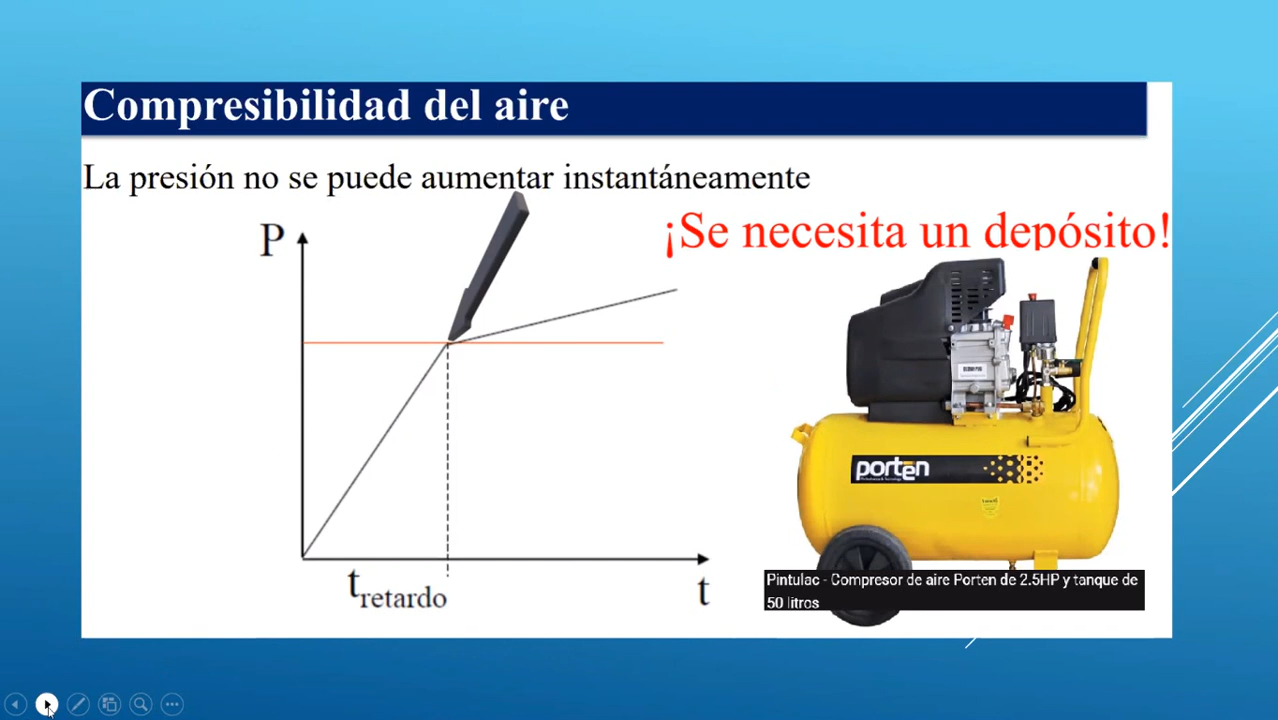 Compresibilidad del aire
La presión no se puede aumentar instantáneamente
¡Se necesita un depósito!
P
t retardo
t
porten
Pintulac - Compresor de aire Porten de 2.5HP y tanque de
50 litros